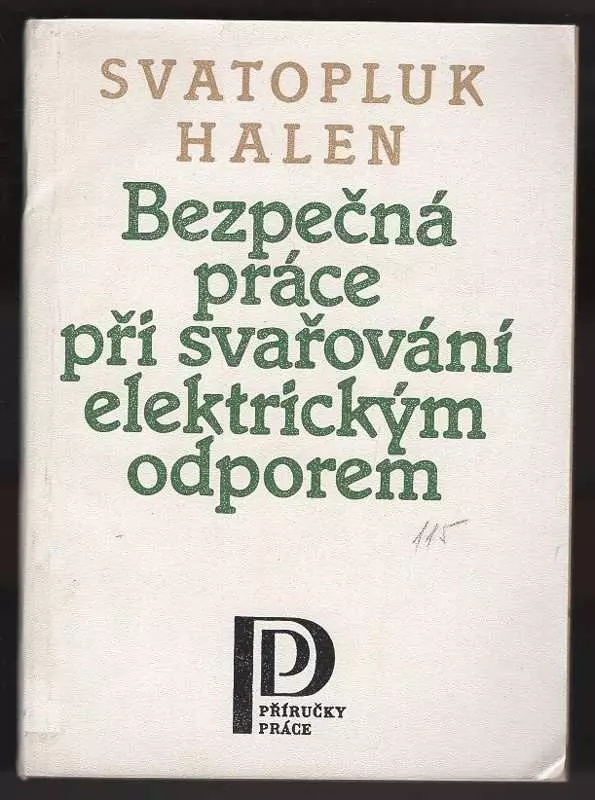 SVATOPLUK
HALEN
Bezpečná
práce
při svařování
elektrickým
odporem
115
PŘÍRUČKY
PRÁCE